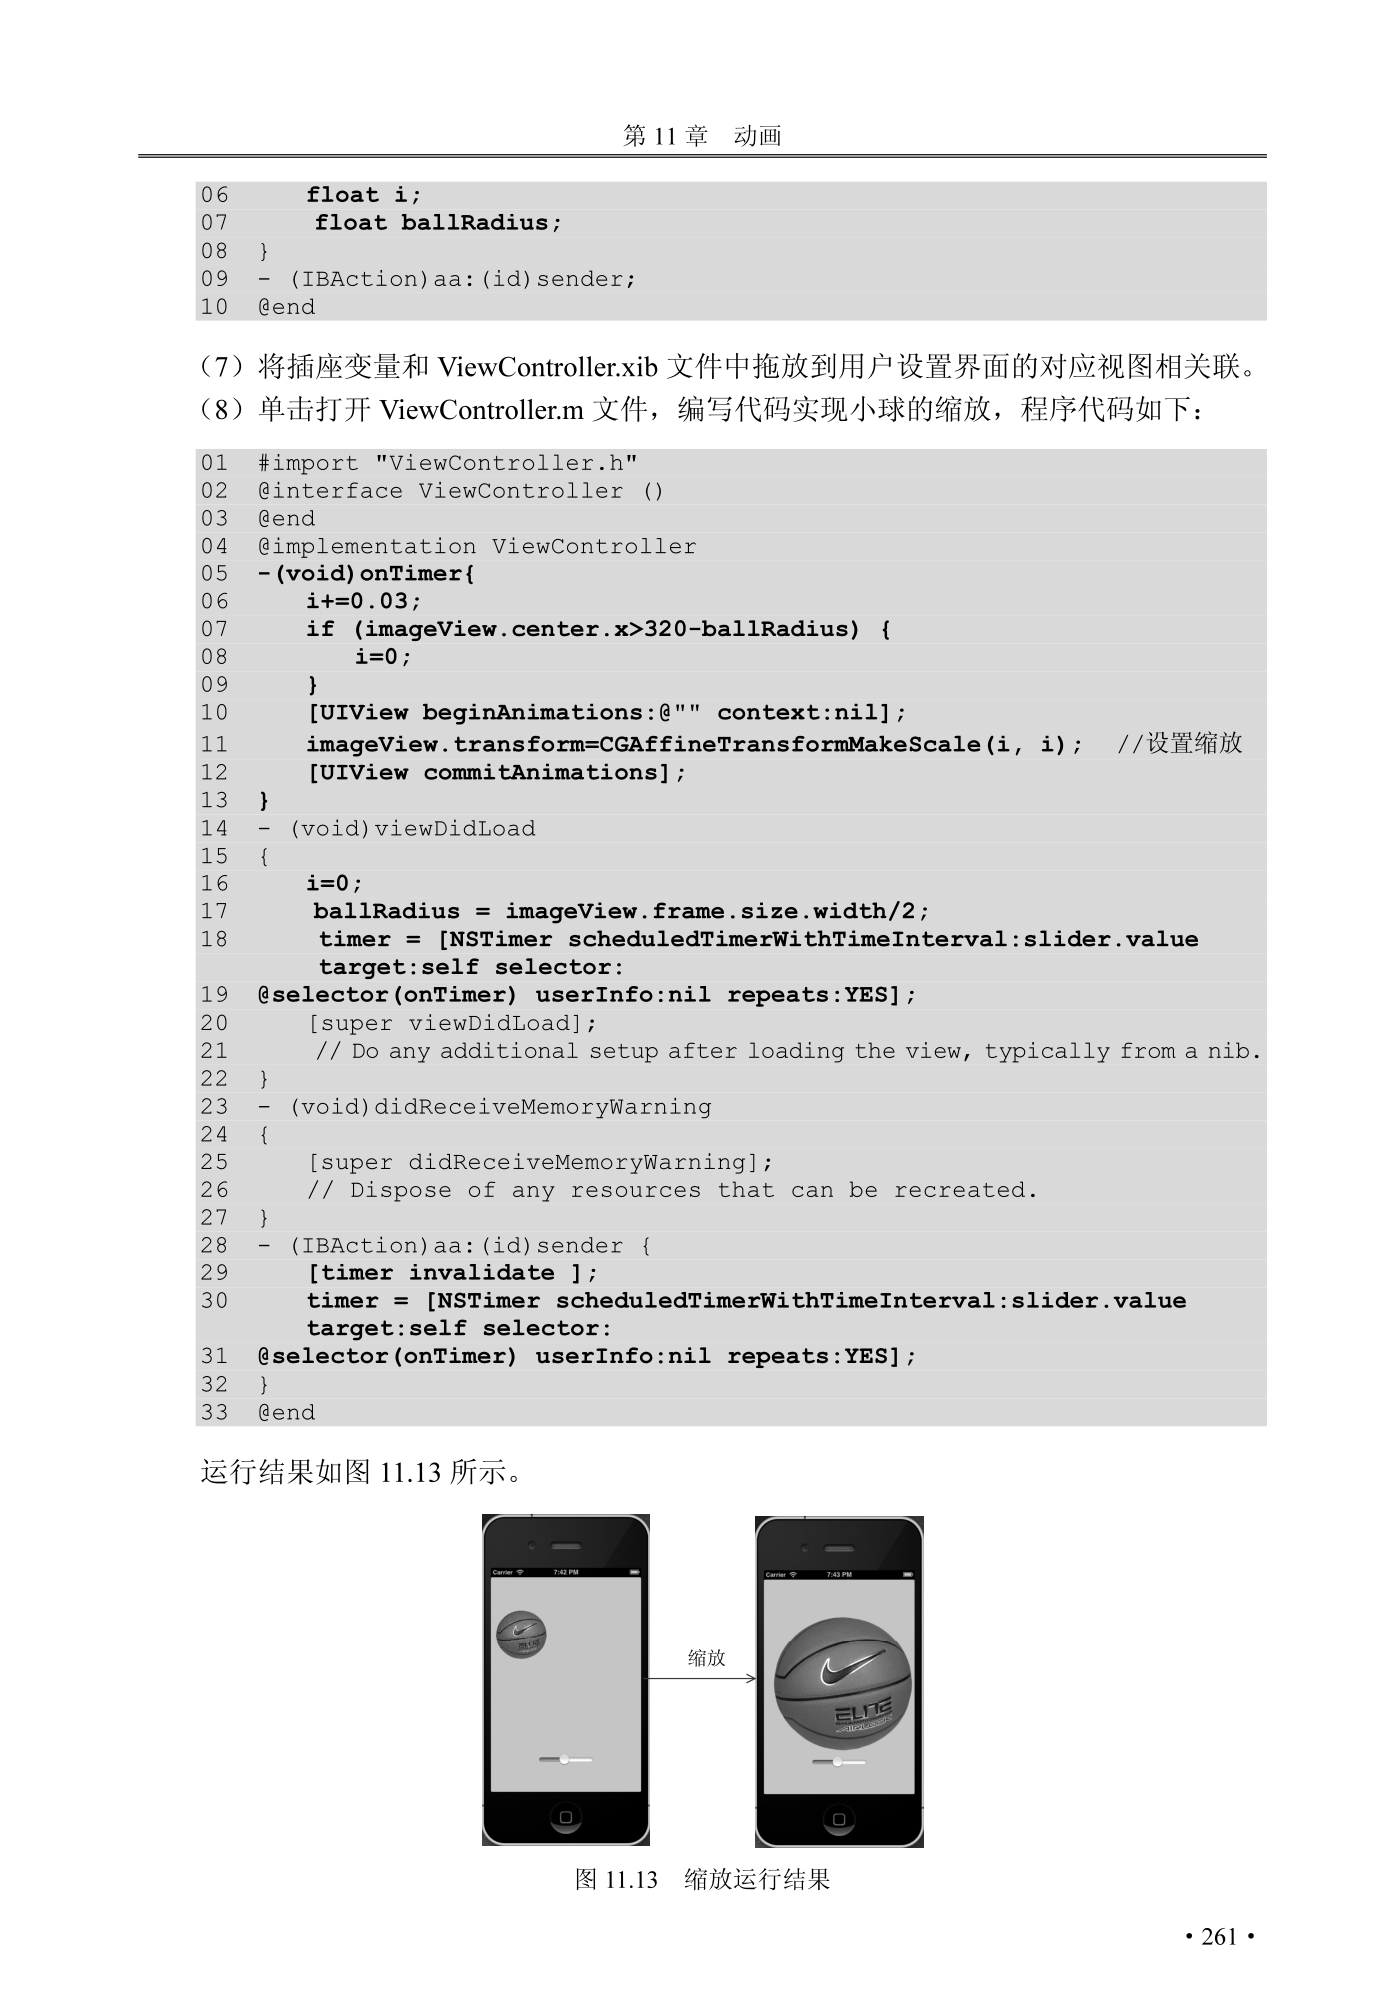 第 11 章　动画
06     float i;
07      float ballRadius;
08  }
09  - (IBAction)aa:(id)sender;
10  @end
（7）将插座变量和 ViewController.xib 文件中拖放到用户设置界面的对应视图相关联。
（8）单击打开 ViewController.m 文件，编写代码实现小球的缩放，程序代码如下：
01  #import "ViewController.h"
02  @interface ViewController ()
03  @end
04  @implementation ViewController
05  -(void)onTimer{
06     i+=0.03;
07     if (imageView.center.x>320-ballRadius) {
08        i=0;
09     }
10     [UIView beginAnimations:@"" context:nil];
11     imageView.transform=CGAffineTransformMakeScale(i, i);  //设置缩放
12     [UIView commitAnimations];
13  }
14  - (void)viewDidLoad
15  {
16     i=0;
17      ballRadius = imageView.frame.size.width/2;
18      timer = [NSTimer scheduledTimerWithTimeInterval:slider.value
        target:self selector:
19  @selector(onTimer) userInfo:nil repeats:YES];
20     [super viewDidLoad];
21      // Do any additional setup after loading the view, typically from a nib.
22  }
23  - (void)didReceiveMemoryWarning
24  {
25     [super didReceiveMemoryWarning];
26     // Dispose of any resources that can be recreated.
27  }
28  - (IBAction)aa:(id)sender {
29     [timer invalidate ];
30     timer = [NSTimer scheduledTimerWithTimeInterval:slider.value
       target:self selector:
31  @selector(onTimer) userInfo:nil repeats:YES];
32  }
33  @end
运行结果如图 11.13 所示。
Carrier 7:42 PM
Carrier 7:43 PM
缩放
ELITE
图 11.13　缩放运行结果
• 261 •